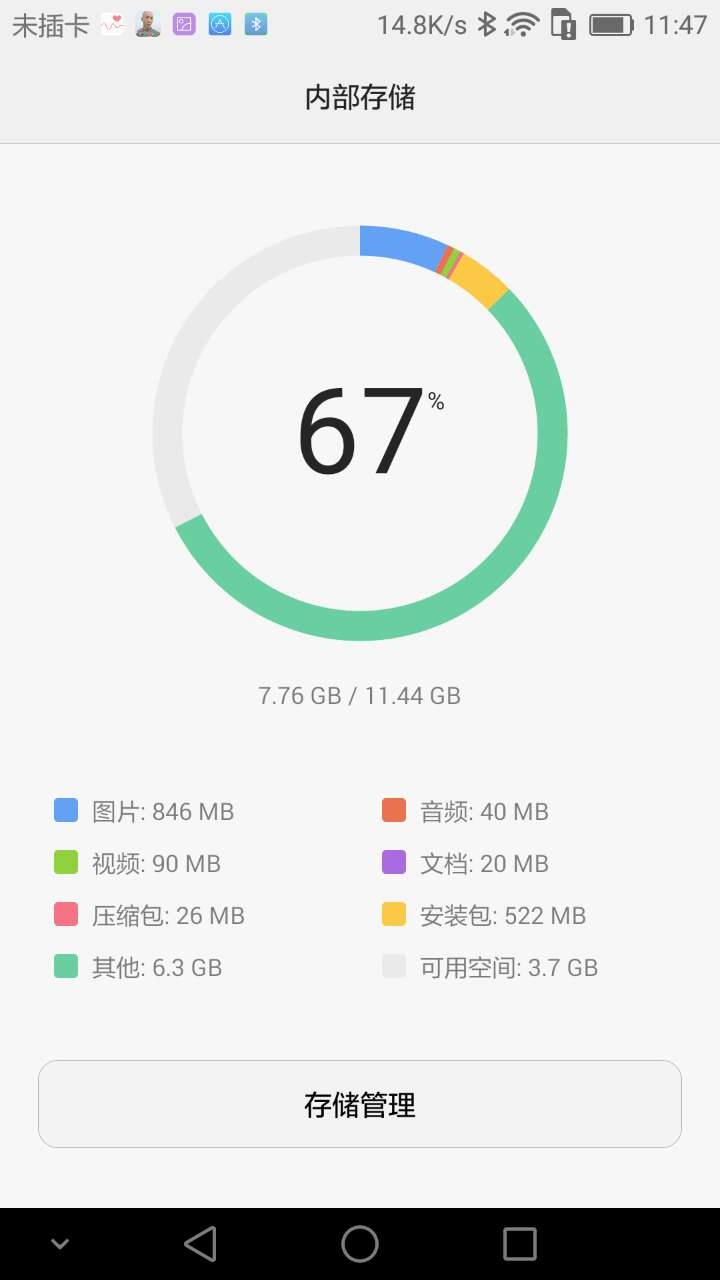 未插卡 14.8K/s 11:47
内部存储
67%
7.76 GB / 11.44 GB
图片: 846 MB 音频: 40 MB
视频: 90 MB 文档: 20 MB
压缩包: 26 MB 安装包: 522 MB
其他: 6.3 GB 可用空间: 3.7 GB
存储管理